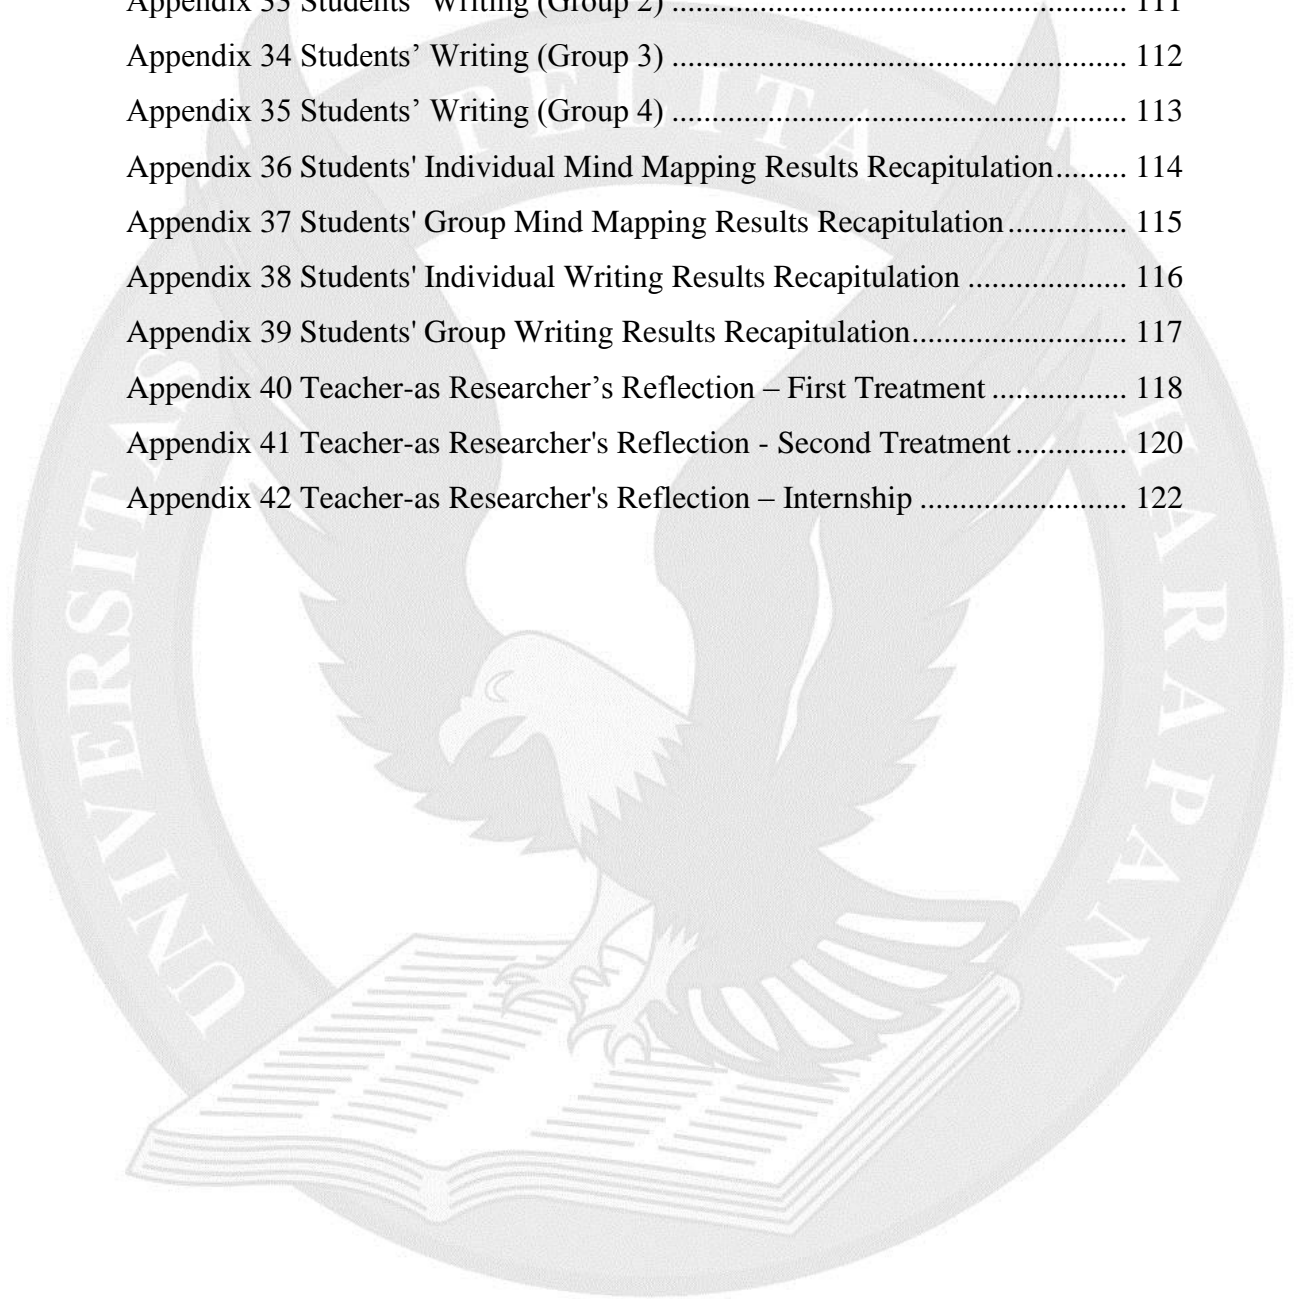 Appendix 33 Students’ Writing (Group 2) ......................................................... 111
Appendix 34 Students’ Writing (Group 3) ......................................................... 112
Appendix 35 Students’ Writing (Group 4) ......................................................... 113
Appendix 36 Students' Individual Mind Mapping Results Recapitulation......... 114
Appendix 37 Students' Group Mind Mapping Results Recapitulation ............... 115
Appendix 38 Students' Individual Writing Results Recapitulation .................... 116
Appendix 39 Students' Group Writing Results Recapitulation........................... 117
Appendix 40 Teacher-as Researcher’s Reflection – First Treatment ................. 118
Appendix 41 Teacher-as Researcher's Reflection - Second Treatment .............. 120
Appendix 42 Teacher-as Researcher's Reflection – Internship .......................... 122
UNIVERSITAS PELITA HARAPAN